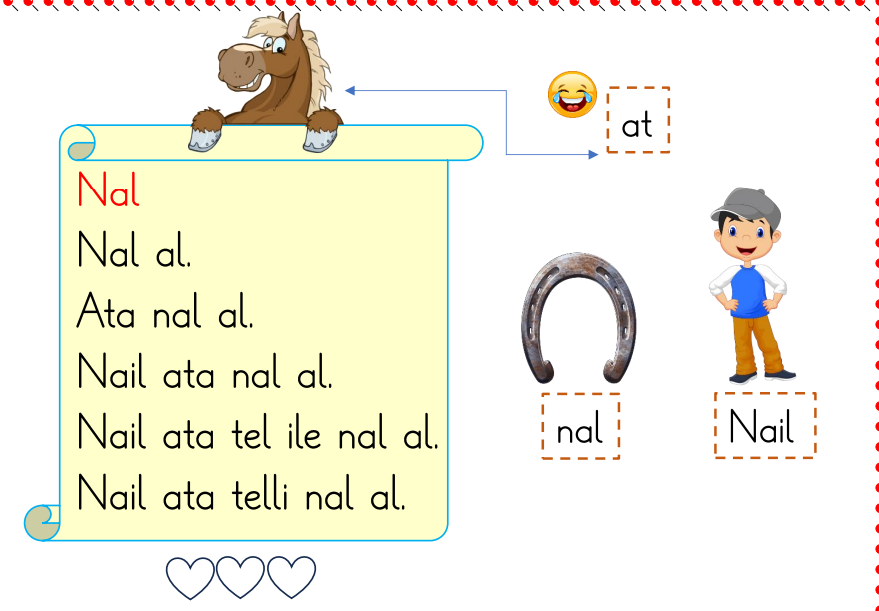 at
Nal
Nal al.
Ata nal al.
Nail ata nal al.
Nail ata tel ile nal al.
Nail ata telli nal al.
nal
Nail